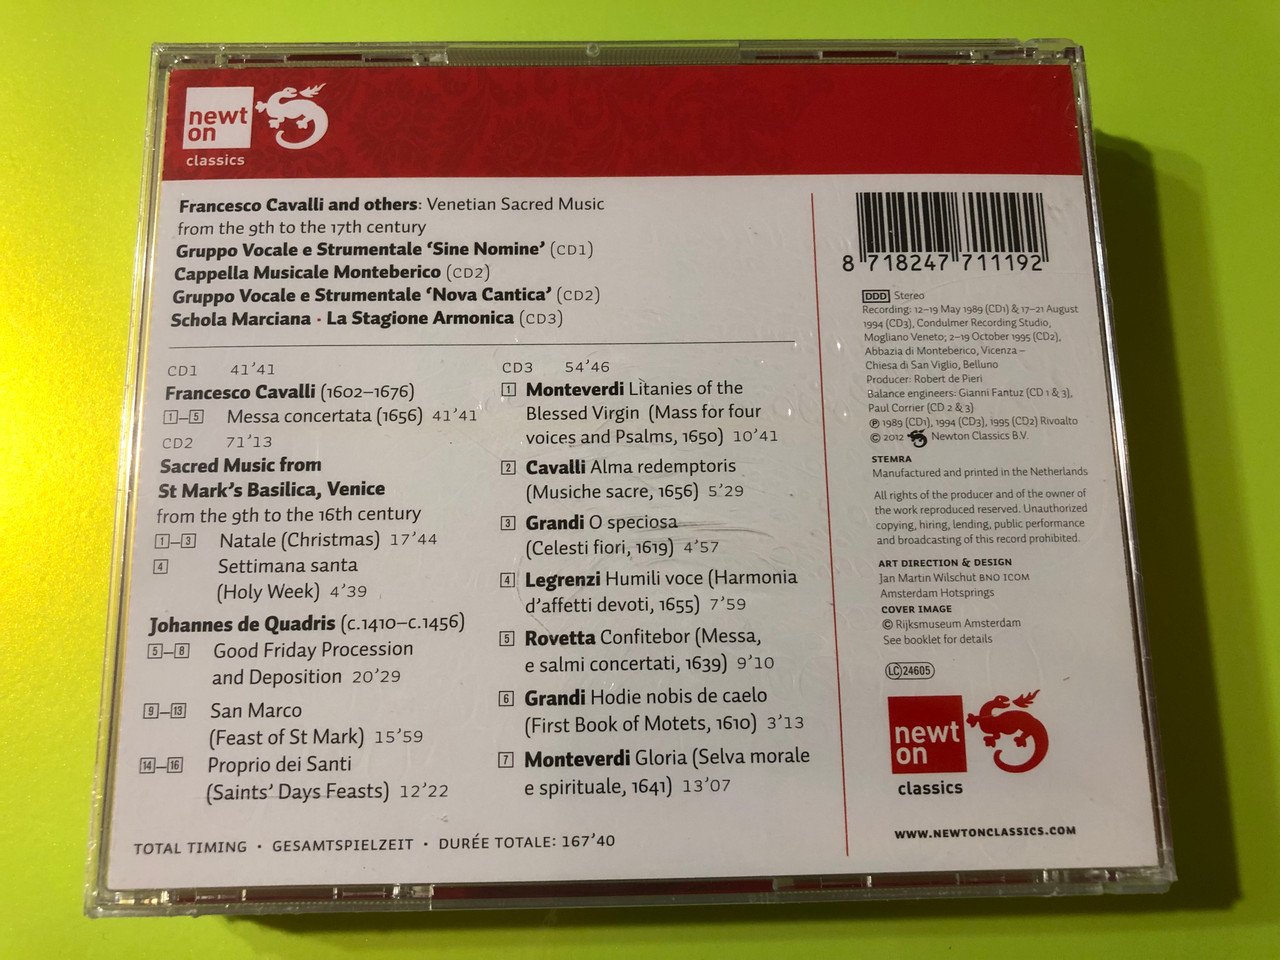 newt
on
classics
Francesco Cavalli and others: Venetian Sacred Music
from the 9th to the 17th century
Gruppo Vocale e Strumentale ‘Sine Nomine’ (CD1)
Cappella Musicale Monteberico (CD2)
Gruppo Vocale e Strumentale ‘Nova Cantica’ (CD2)
Schola Marciana · La Stagione Armonica (CD3)
CD1 41’41
Francesco Cavalli (1602–1676)
1–5 Messa concertata (1656) 41’41
CD2 71’13
Sacred Music from
St Mark’s Basilica, Venice
from the 9th to the 16th century
1–3 Natale (Christmas) 17’44
4 Settimana santa
(Holy Week) 4’39
Johannes de Quadris (c.1410–c.1456)
5–8 Good Friday Procession
and Deposition 20’29
9–13 San Marco
(Feast of St Mark) 15’59
14–16 Proprio dei Santi
(Saints’ Days Feasts) 12’22
CD3 54’46
1 Monteverdi Litanies of the
Blessed Virgin (Mass for four
voices and Psalms, 1650) 10’41
2 Cavalli Alma redemptoris
(Musiche sacre, 1656) 5’29
3 Grandi O speciosa
(Celesti fiori, 1619) 4’57
4 Legrenzi Humili voce (Harmonia
d’affetti devoti, 1655) 7’59
5 Rovetta Confitebor (Messa,
e salmi concertati, 1639) 9’10
6 Grandi Hodie nobis de caelo
(First Book of Motets, 1610) 3’13
7 Monteverdi Gloria (Selva morale
e spirituale, 1641) 13’07
TOTAL TIMING · GESAMTSPIELZEIT · DURÉE TOTALE: 167’40
8 718247 711192
DDD Stereo
Recording: 12–19 May 1989 (CD1) & 17–21 August
1994 (CD3), Condulmer Recording Studio,
Mogliano Veneto; 2–19 October 1995 (CD2),
Abbazia di Monteberico, Vicenza –
Chiesa di San Viglio, Belluno
Producer: Robert de Pieri
Balance engineers: Gianni Fantuz (CD 1 & 3),
Paul Corrier (CD 2 & 3)
℗ 1989 (CD1), 1994 (CD3), 1995 (CD2) Rivoalto
© 2012 Newton Classics B.V.
STEMRA
Manufactured and printed in the Netherlands
All rights of the producer and of the owner of
the work reproduced reserved. Unauthorized
copying, hiring, lending, public performance
and broadcasting of this record prohibited.
ART DIRECTION & DESIGN
Jan Martin Wilschut BNO ICOM
Amsterdam Hotsprings
COVER IMAGE
© Rijksmuseum Amsterdam
See booklet for details
LC 24605
newt
on
classics
WWW.NEWTONCLASSICS.COM